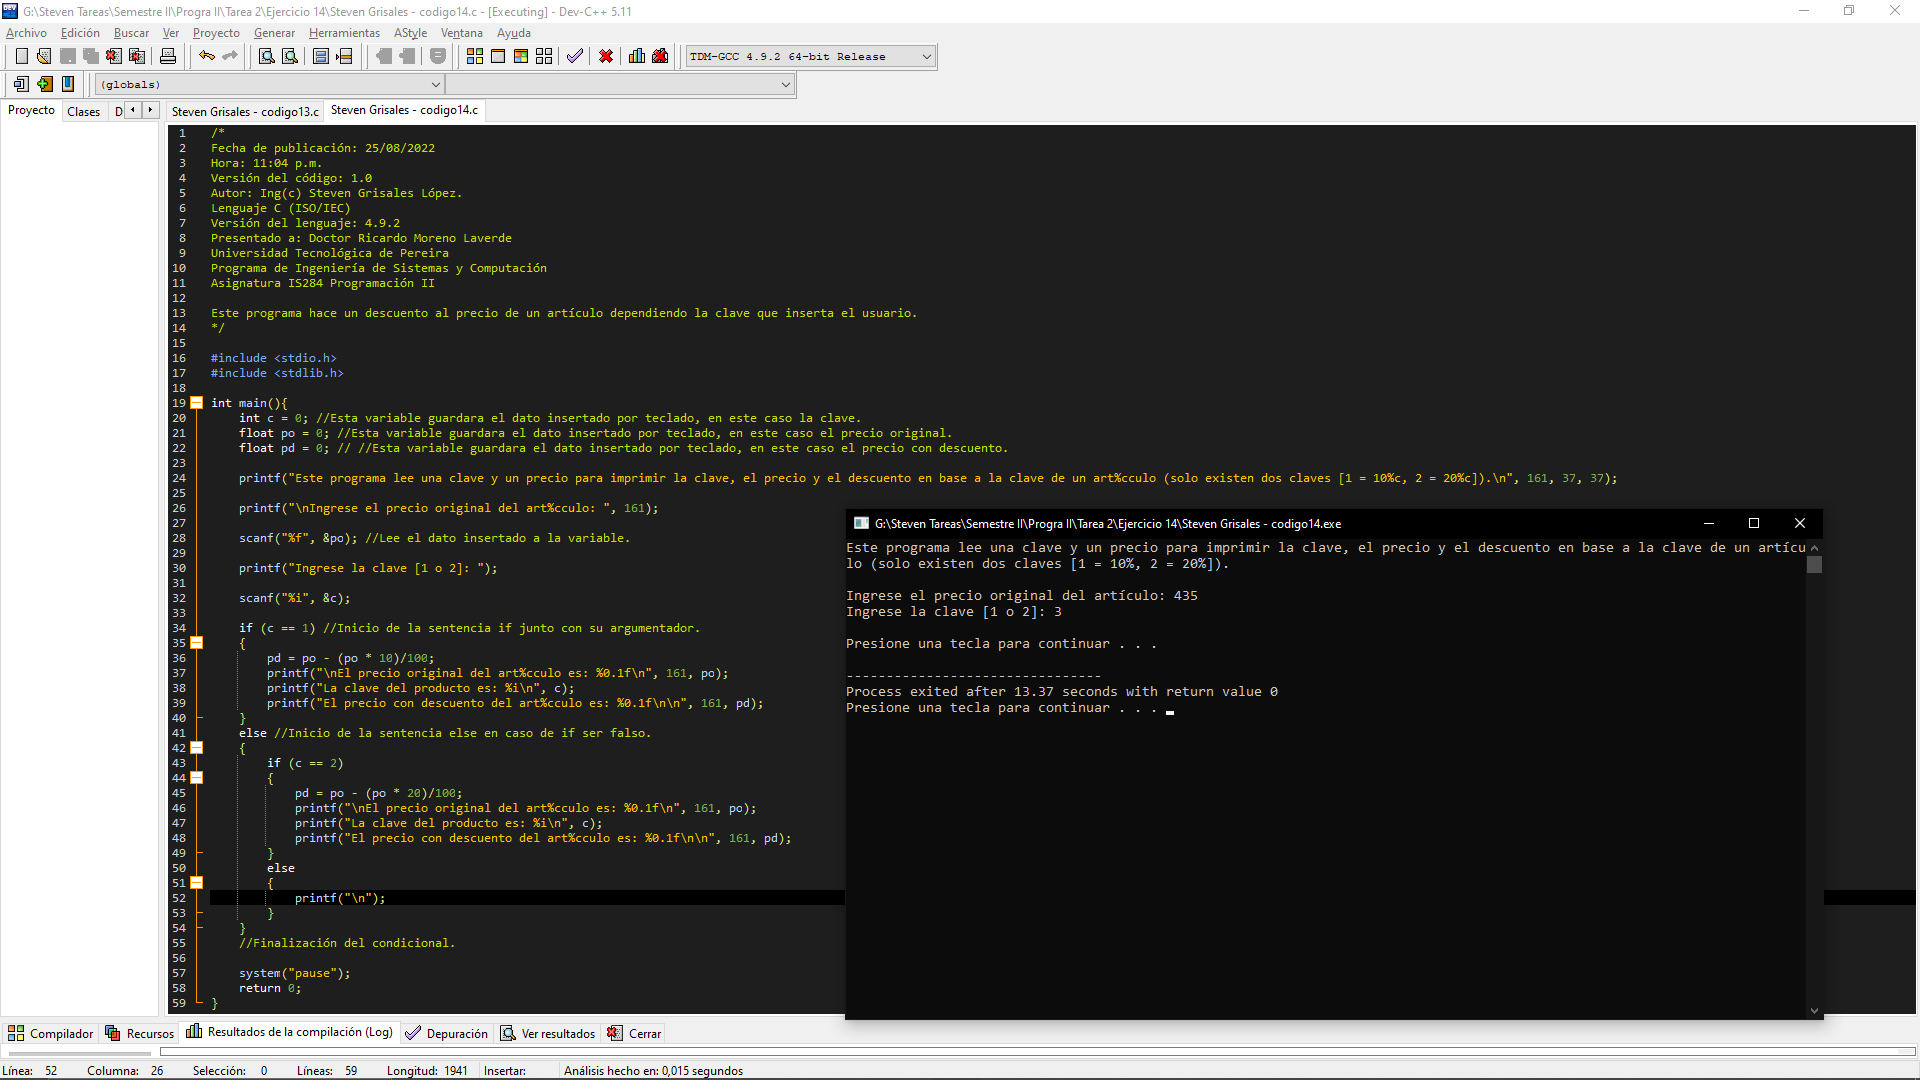 G:\Steven Tareas\Semestre II\Progra II\Tarea 2\Ejercicio 14\Steven Grisales - codigo14.c - [Executing] - Dev-C++ 5.11
Archivo Edición Buscar Ver Proyecto Generar Herramientas AStyle Ventana Ayuda
TDM-GCC 4.9.2 64-bit Release
(globals)
Proyecto Clases D Steven Grisales - codigo13.c Steven Grisales - codigo14.c
1 /*
2 Fecha de publicación: 25/08/2022
3 Hora: 11:04 p.m.
4 Versión del código: 1.0
5 Autor: Ing(c) Steven Grisales López.
6 Lenguaje C (ISO/IEC)
7 Versión del lenguaje: 4.9.2
8 Presentado a: Doctor Ricardo Moreno Laverde
9 Universidad Tecnológica de Pereira
10 Programa de Ingeniería de Sistemas y Computación
11 Asignatura IS284 Programación II
12
13 Este programa hace un descuento al precio de un artículo dependiendo la clave que inserta el usuario.
14 */
15
16 #include <stdio.h>
17 #include <stdlib.h>
18
19 int main(){
20 int c = 0; //Esta variable guardara el dato insertado por teclado, en este caso la clave.
21 float po = 0; //Esta variable guardara el dato insertado por teclado, en este caso el precio original.
22 float pd = 0; // //Esta variable guardara el dato insertado por teclado, en este caso el precio con descuento.
23
24 printf("Este programa lee una clave y un precio para imprimir la clave, el precio y el descuento en base a la clave de un art%cculo (solo existen dos claves [1 = 10%c, 2 = 20%c]).\n", 161, 37, 37);
25
26 printf("\nIngrese el precio original del art%cculo: ", 161);
27
28 scanf("%f", &po); //Lee el dato insertado a la variable.
29
30 printf("Ingrese la clave [1 o 2]: ");
31
32 scanf("%i", &c);
33
34 if (c == 1) //Inicio de la sentencia if junto con su argumentador.
35 {
36 pd = po - (po * 10)/100;
37 printf("\nEl precio original del art%cculo es: %0.1f\n", 161, po);
38 printf("La clave del producto es: %i\n", c);
39 printf("El precio con descuento del art%cculo es: %0.1f\n\n", 161, pd);
40 }
41 else //Inicio de la sentencia else en caso de if ser falso.
42 {
43 if (c == 2)
44 {
45 pd = po - (po * 20)/100;
46 printf("\nEl precio original del art%cculo es: %0.1f\n", 161, po);
47 printf("La clave del producto es: %i\n", c);
48 printf("El precio con descuento del art%cculo es: %0.1f\n\n", 161, pd);
49 }
50 else
51 {
52 printf("\n");
53 }
54 }
55 //Finalización del condicional.
56
57 system("pause");
58 return 0;
59 }
G:\Steven Tareas\Semestre II\Progra II\Tarea 2\Ejercicio 14\Steven Grisales - codigo14.exe
Este programa lee una clave y un precio para imprimir la clave, el precio y el descuento en base a la clave de un artícu
lo (solo existen dos claves [1 = 10%, 2 = 20%]).
Ingrese el precio original del artículo: 435
Ingrese la clave [1 o 2]: 3
Presione una tecla para continuar . . .
--------------------------------
Process exited after 13.37 seconds with return value 0
Presione una tecla para continuar . . .
Compilador Recursos Resultados de la compilación (Log) Depuración Ver resultados Cerrar
Línea: 52 Columna: 26 Selección: 0 Líneas: 59 Longitud: 1941 Insertar: Análisis hecho en: 0,015 segundos